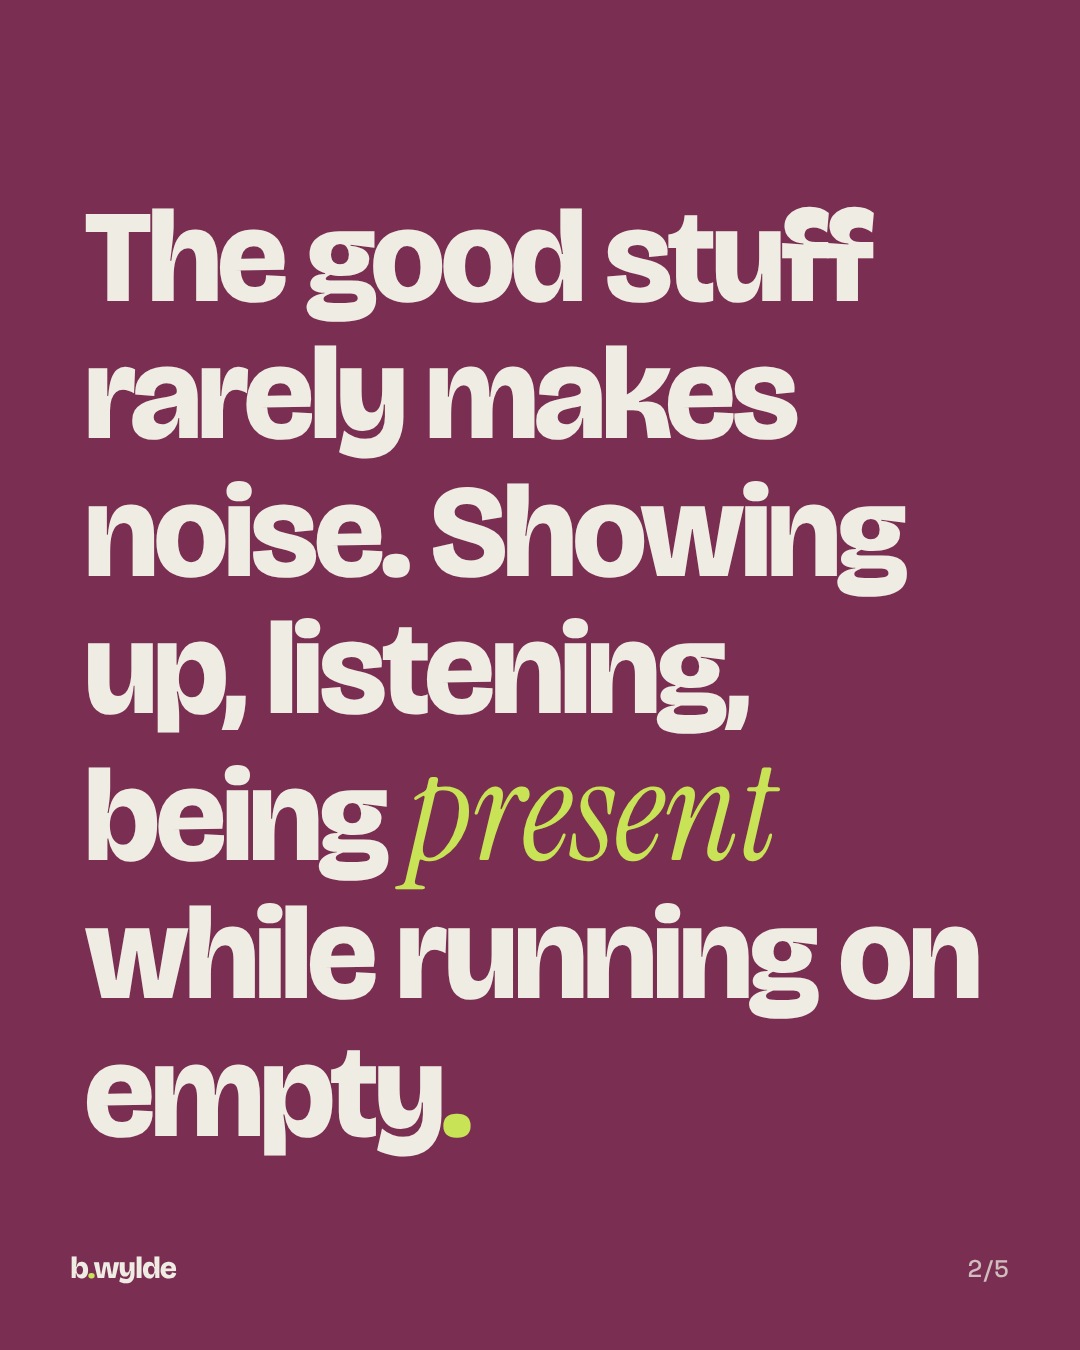 The good stuff
rarely makes
noise. Showing
up, listening,
being present
while running on
empty.
b.wylde
2/5